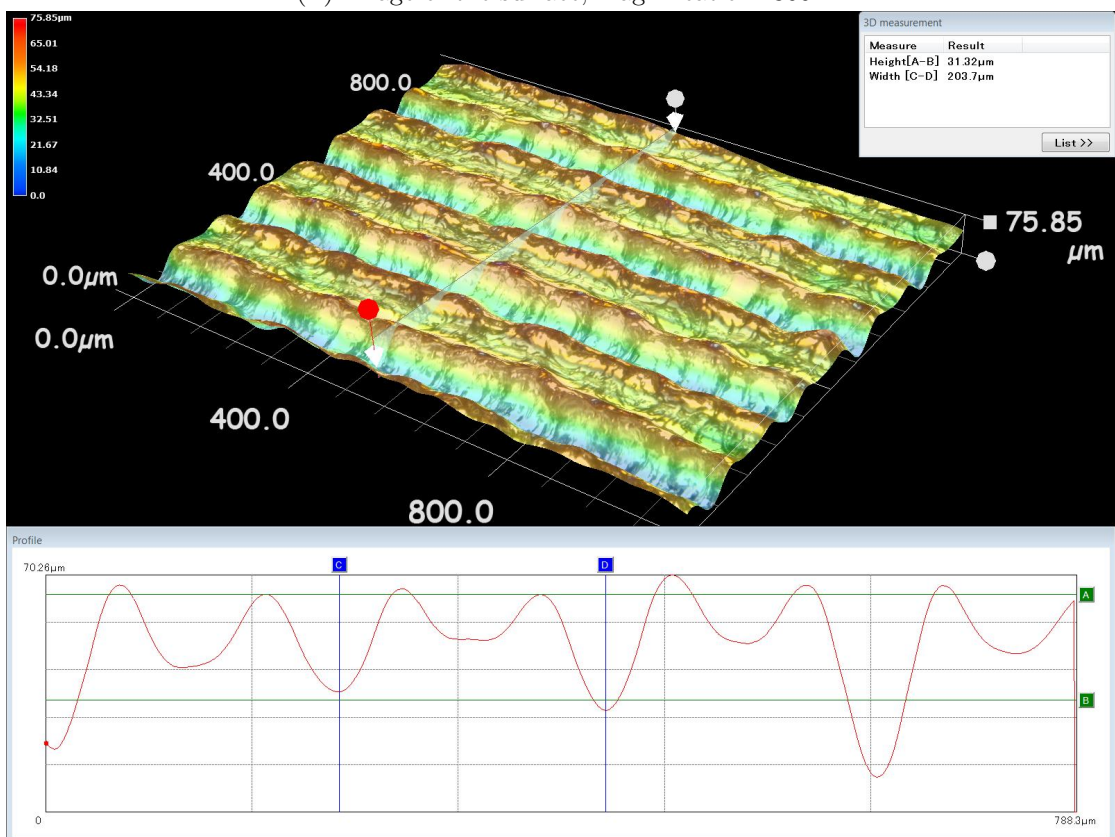 75.85µm
65.01
54.18
43.34
32.51
21.67
10.84
0.0
3D measurement
Measure Result
Height[A-B] 31.32µm
Width [C-D] 203.7µm
List >>
800.0
400.0
0.0µm
0.0µm
400.0
800.0
75.85
µm
Profile
70.26µm
C
D
A
B
0
788.3µm